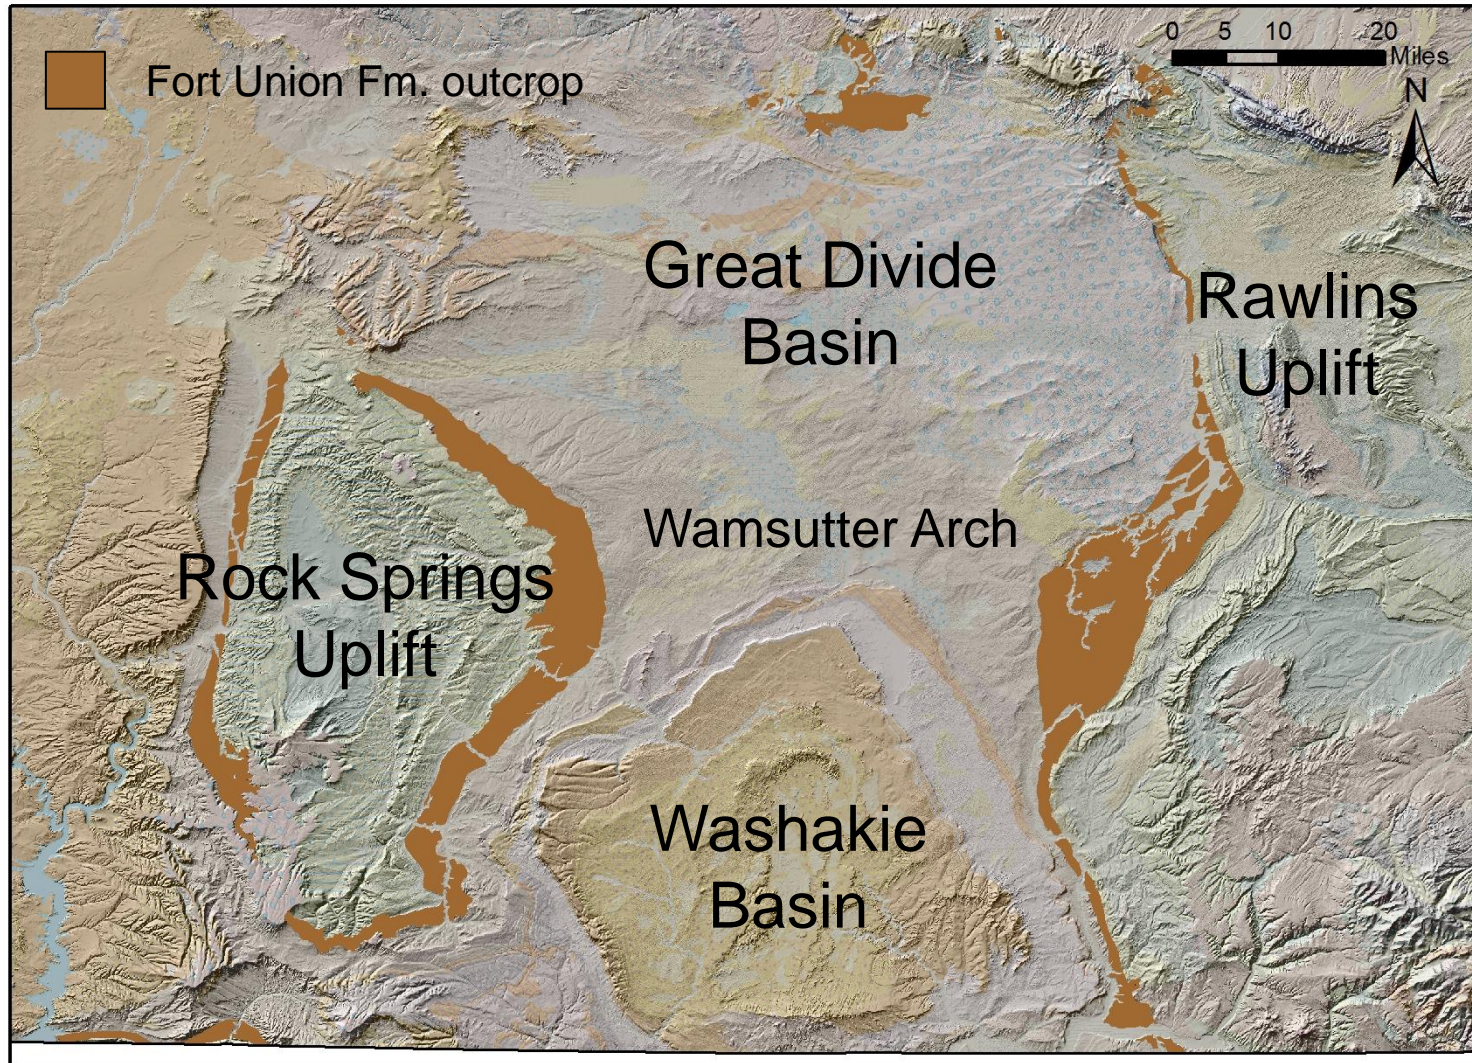 Fort Union Fm. outcrop
0 5 10 20
Miles
N
Great Divide
Basin
Rawlins
Uplift
Wamsutter Arch
Rock Springs
Uplift
Washakie
Basin